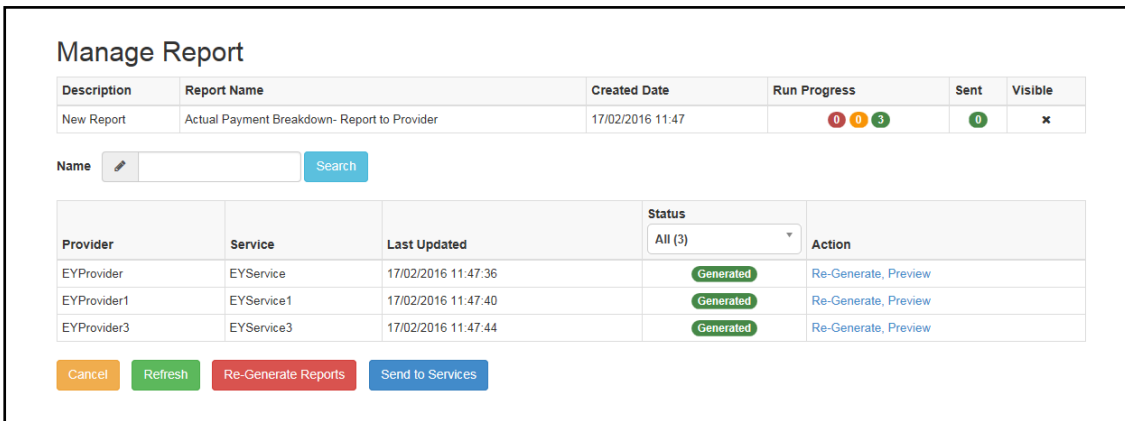 Manage Report
Description Report Name Created Date Run Progress Sent Visible
New Report Actual Payment Breakdown- Report to Provider 17/02/2016 11:47 0 0 3 0 ✖
Name Search
Status
All (3)
Provider Service Last Updated Action
EYProvider EYService 17/02/2016 11:47:36 Generated Re-Generate, Preview
EYProvider1 EYService1 17/02/2016 11:47:40 Generated Re-Generate, Preview
EYProvider3 EYService3 17/02/2016 11:47:44 Generated Re-Generate, Preview
Cancel Refresh Re-Generate Reports Send to Services